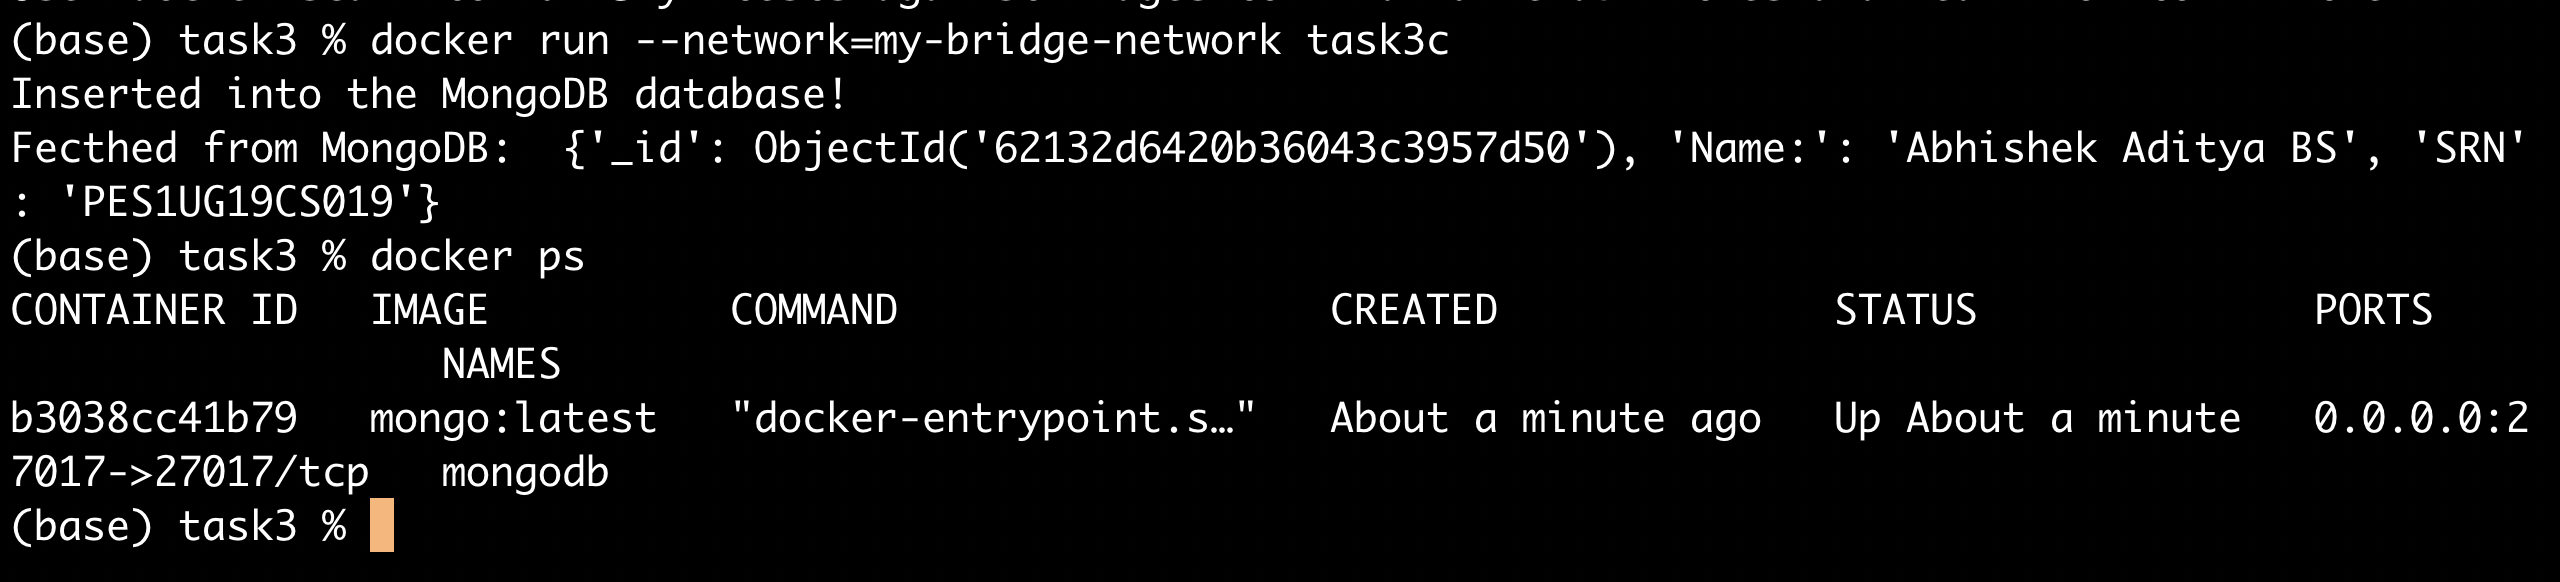 (base) task3 % docker run --network=my-bridge-network task3c
Inserted into the MongoDB database!
Fecthed from MongoDB:  {'_id': ObjectId('62132d6420b36043c3957d50'), 'Name:': 'Abhishek Aditya BS', 'SRN'
: 'PES1UG19CS019'}
(base) task3 % docker ps
CONTAINER ID   IMAGE          COMMAND                  CREATED              STATUS              PORTS
NAMES
b3038cc41b79   mongo:latest   "docker-entrypoint.s…"   About a minute ago   Up About a minute   0.0.0.0:2
7017->27017/tcp   mongodb
(base) task3 %